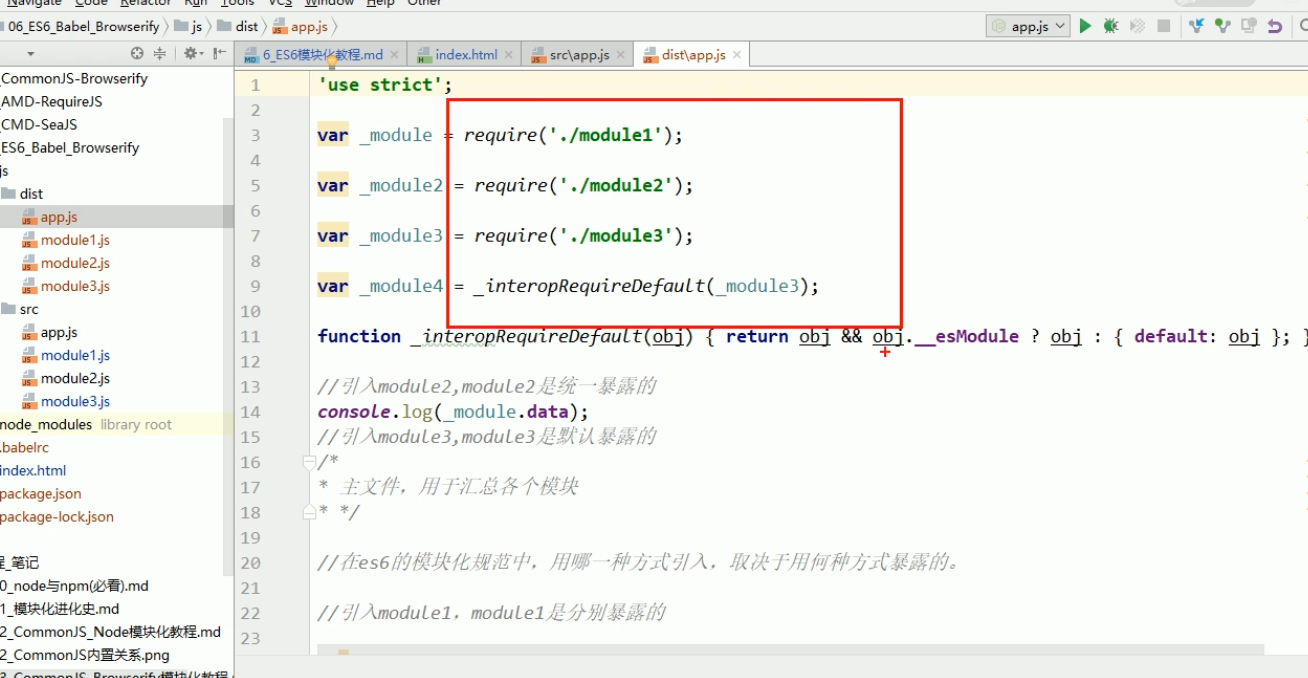 Navigate Code Refactor Run Tools VCS Window Help Other
06_ES6_Babel_Browserify js dist app.js app.js
6_ES6模块化教程.md index.html src\app.js dist\app.js
CommonJS-Browserify
AMD-RequireJS
CMD-SeaJS
ES6_Babel_Browserify
js
dist
app.js
module1.js
module2.js
module3.js
src
app.js
module1.js
module2.js
module3.js
node_modules library root
.babelrc
index.html
package.json
package-lock.json
程_笔记
0_node与npm(必看).md
1_模块化进化史.md
2_CommonJS_Node模块化教程.md
2_CommonJS内置关系.png
3_CommonJS_Browserify模块化教程
1 'use strict';
2
3 var _module = require('./module1');
4
5 var _module2 = require('./module2');
6
7 var _module3 = require('./module3');
8
9 var _module4 = _interopRequireDefault(_module3);
10
11 function _interopRequireDefault(obj) { return obj && obj.__esModule ? obj : { default: obj }; }
12
13 //引入module2,module2是统一暴露的
14 console.log(_module.data);
15 //引入module3,module3是默认暴露的
16 /*
17 * 主文件，用于汇总各个模块
18 * */
19
20 //在es6的模块化规范中，用哪一种方式引入，取决于用何种方式暴露的。
21
22 //引入module1，module1是分别暴露的
23